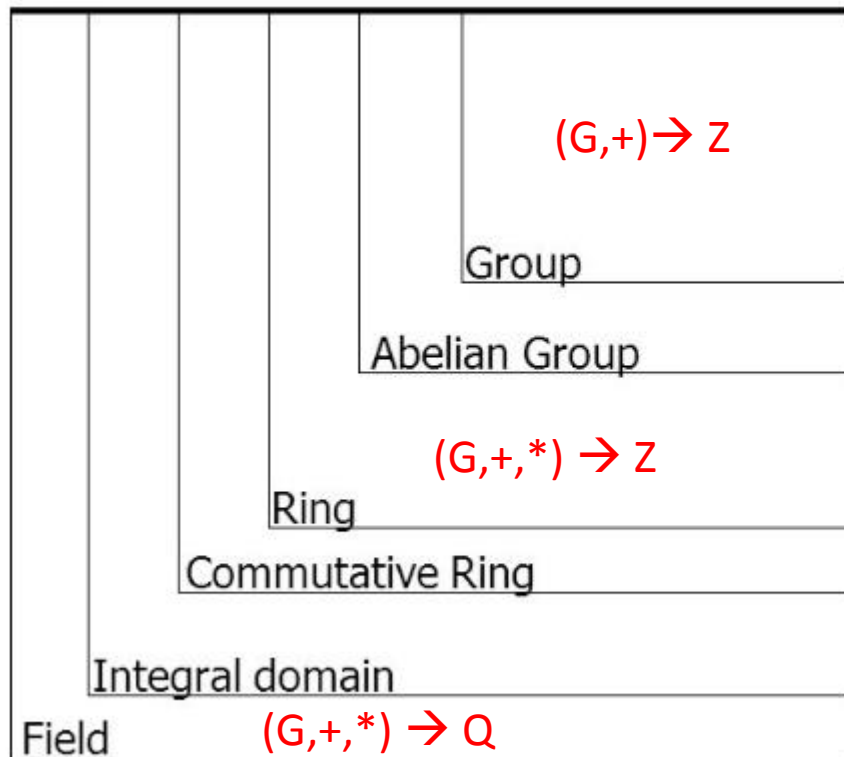 (G,+)→ Z
Group
Abelian Group
(G,+,*) → Z
Ring
Commutative Ring
Integral domain
(G,+,*) → Q
Field